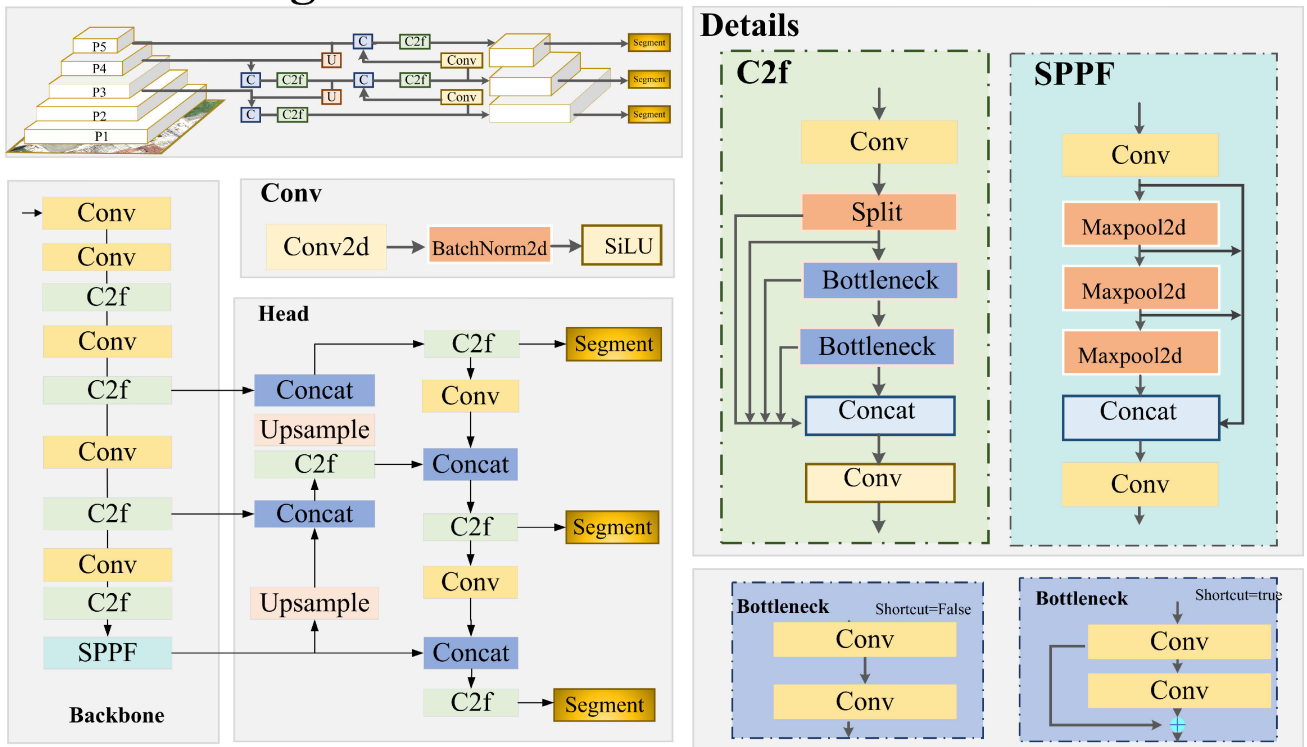 P5
P4
P3
P2
P1
U
C
C2f
Conv
Segment
C
C2f
U
C
C2f
Conv
Segment
C
C2f
Segment
Backbone
Conv
Conv
C2f
Conv
C2f
Conv
C2f
Conv
C2f
SPPF
Conv
Conv2d
BatchNorm2d
SiLU
Head
Concat
Upsample
C2f
Concat
Upsample
C2f
Segment
Conv
Concat
C2f
Segment
Conv
Concat
C2f
Segment
Details
C2f
Conv
Split
Bottleneck
Bottleneck
Concat
Conv
SPPF
Conv
Maxpool2d
Maxpool2d
Maxpool2d
Concat
Conv
Bottleneck
Shortcut=False
Conv
Conv
Bottleneck
Shortcut=true
Conv
Conv